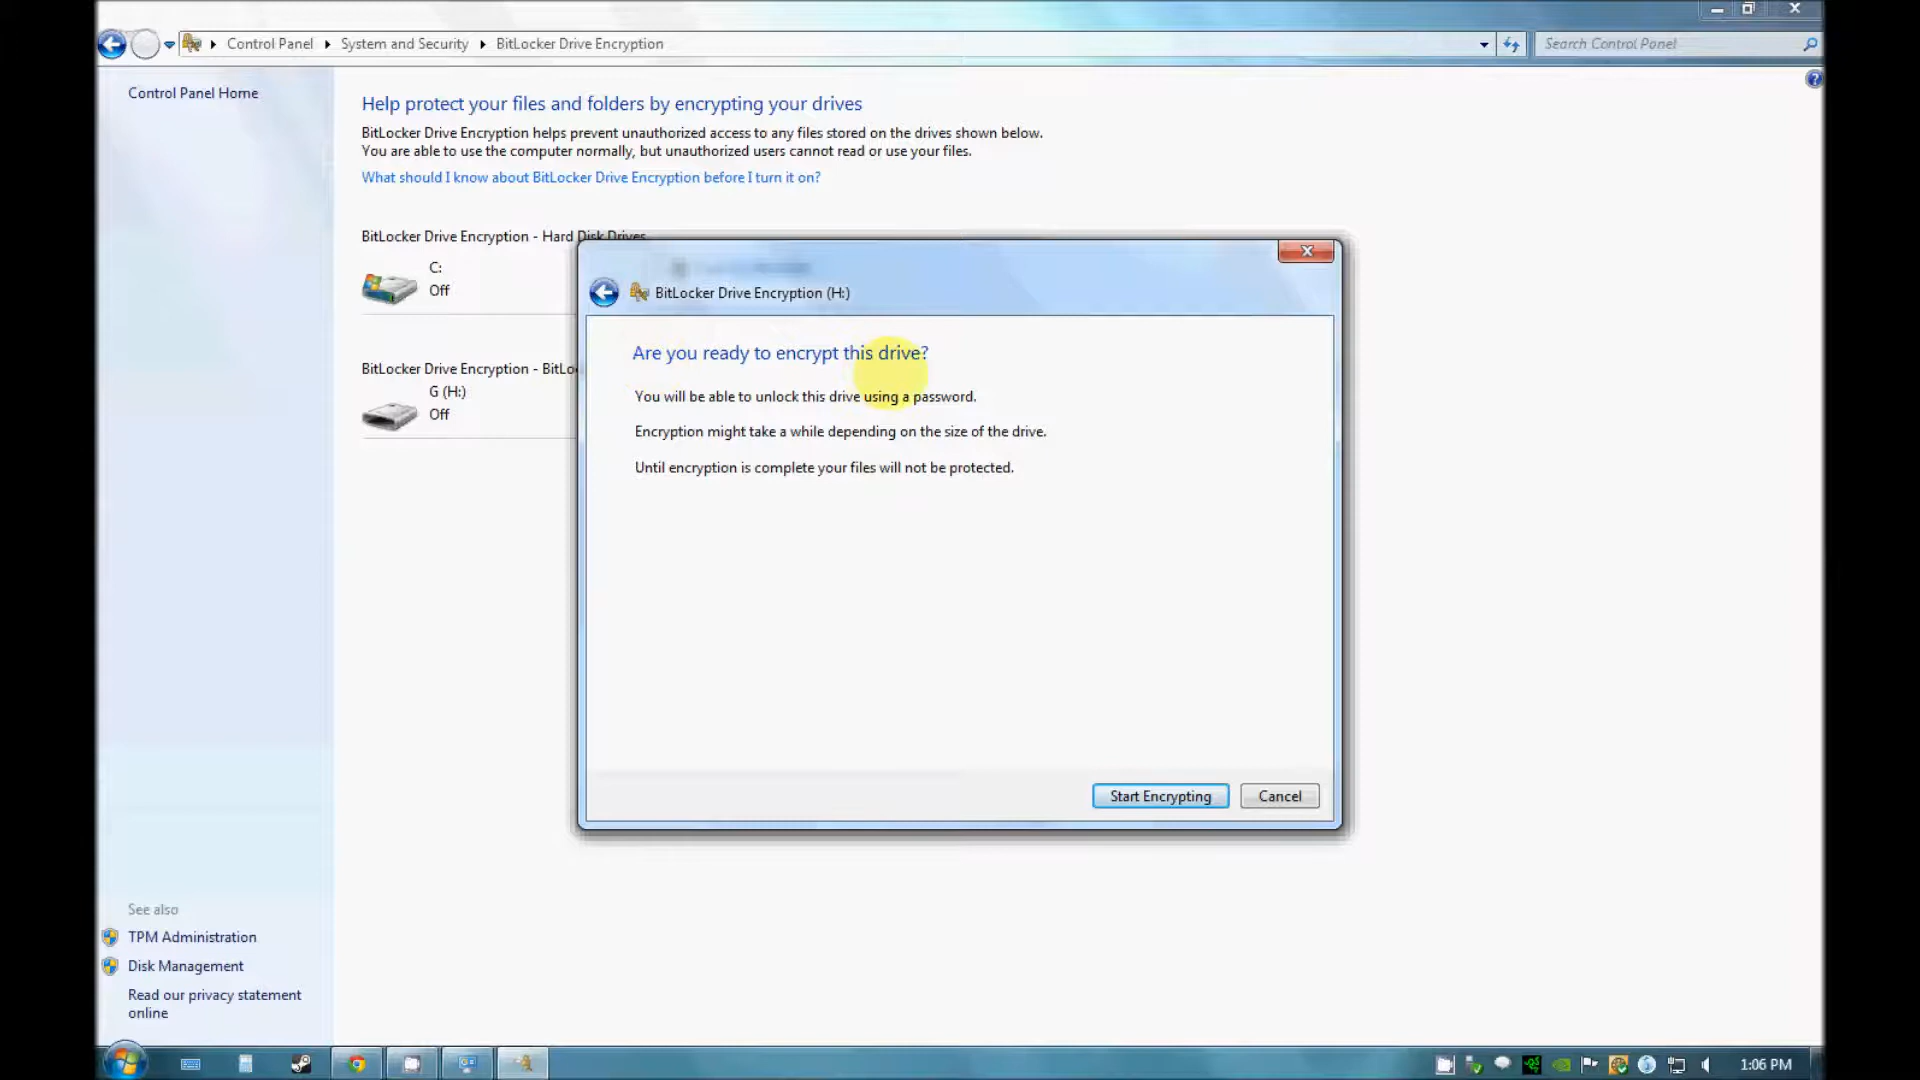 Control Panel
System and Security
BitLocker Drive Encryption
Search Control Panel
Control Panel Home
Help protect your files and folders by encrypting your drives
BitLocker Drive Encryption helps prevent unauthorized access to any files stored on the drives shown below.
You are able to use the computer normally, but unauthorized users cannot read or use your files.
What should I know about BitLocker Drive Encryption before I turn it on?
BitLocker Drive Encryption - Hard Disk Drives
C:
Off
BitLocker Drive Encryption - BitLo
G (H:)
Off
BitLocker Drive Encryption (H:)
Are you ready to encrypt this drive?
You will be able to unlock this drive using a password.
Encryption might take a while depending on the size of the drive.
Until encryption is complete your files will not be protected.
Start Encrypting
Cancel
See also
TPM Administration
Disk Management
Read our privacy statement
online
1:06 PM